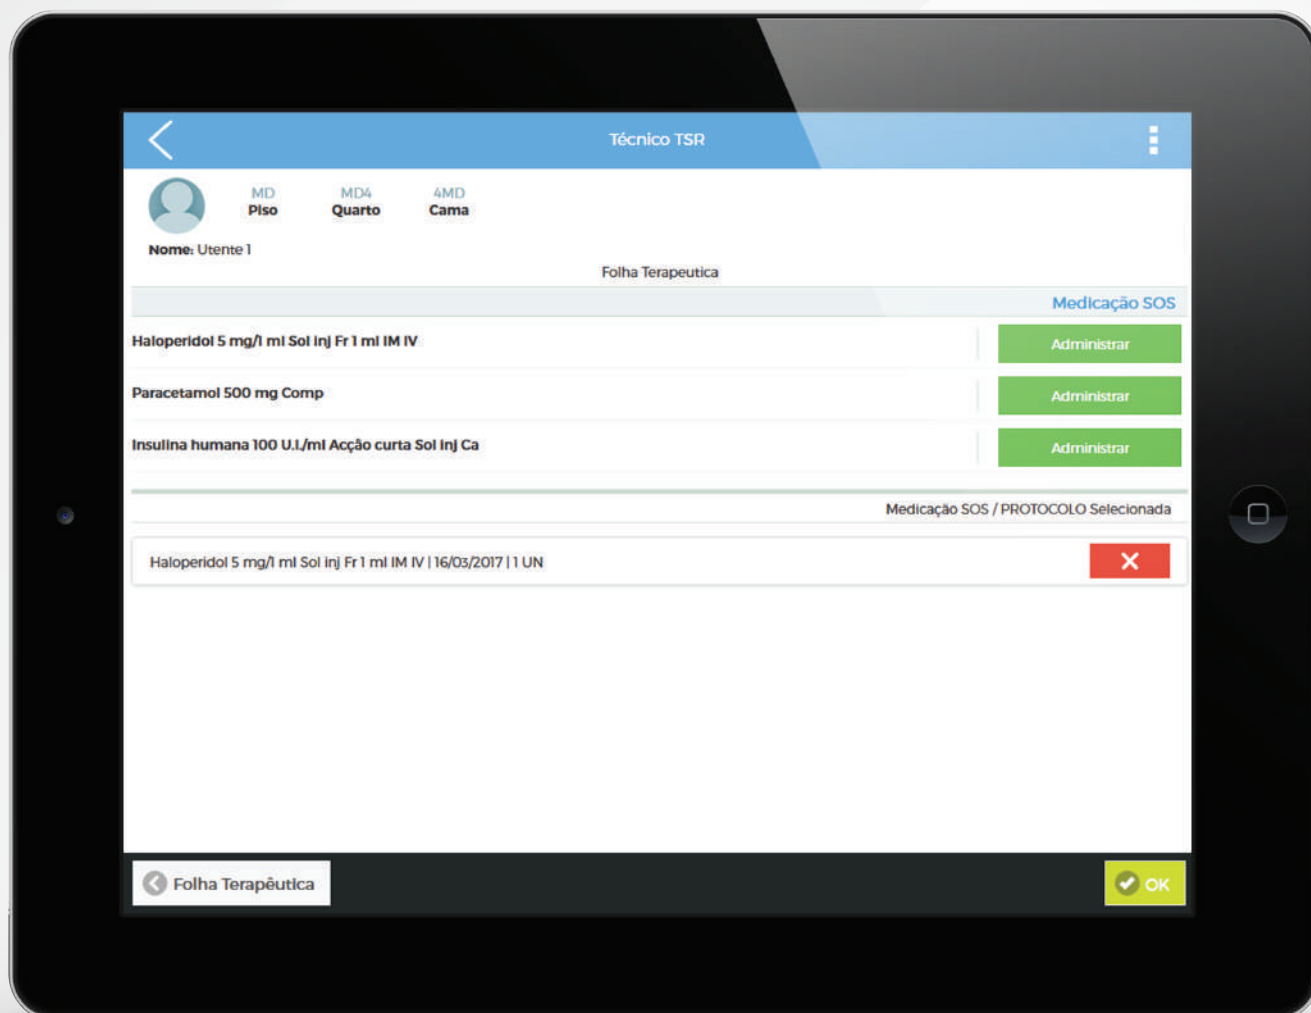 Técnico TSR
MD MD4 4MD
Piso Quarto Cama
Nome: Utente 1
Folha Terapeutica
Medicação SOS
Haloperidol 5 mg/1 ml Sol inj Fr 1 ml IM IV Administrar
Paracetamol 500 mg Comp Administrar
Insulina humana 100 U.I./ml Acção curta Sol inj Ca Administrar
Medicação SOS / PROTOCOLO Selecionada
Haloperidol 5 mg/1 ml Sol inj Fr 1 ml IM IV | 16/03/2017 | 1 UN
Folha Terapêutica OK